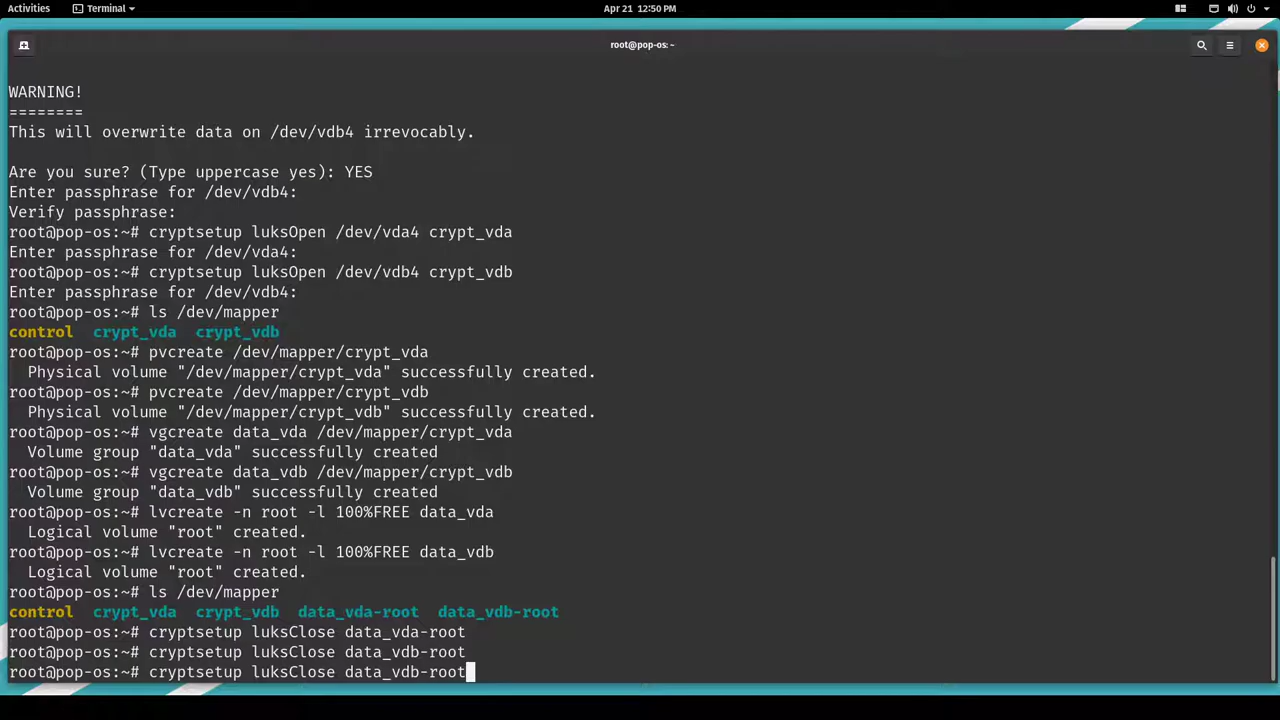 Activities
Terminal
Apr 21 12:50 PM
root@pop-os: ~
WARNING!
========
This will overwrite data on /dev/vdb4 irrevocably.
Are you sure? (Type uppercase yes): YES
Enter passphrase for /dev/vdb4:
Verify passphrase:
root@pop-os:~# cryptsetup luksOpen /dev/vda4 crypt_vda
Enter passphrase for /dev/vda4:
root@pop-os:~# cryptsetup luksOpen /dev/vdb4 crypt_vdb
Enter passphrase for /dev/vdb4:
root@pop-os:~# ls /dev/mapper
control  crypt_vda  crypt_vdb
root@pop-os:~# pvcreate /dev/mapper/crypt_vda
  Physical volume "/dev/mapper/crypt_vda" successfully created.
root@pop-os:~# pvcreate /dev/mapper/crypt_vdb
  Physical volume "/dev/mapper/crypt_vdb" successfully created.
root@pop-os:~# vgcreate data_vda /dev/mapper/crypt_vda
  Volume group "data_vda" successfully created
root@pop-os:~# vgcreate data_vdb /dev/mapper/crypt_vdb
  Volume group "data_vdb" successfully created
root@pop-os:~# lvcreate -n root -l 100%FREE data_vda
  Logical volume "root" created.
root@pop-os:~# lvcreate -n root -l 100%FREE data_vdb
  Logical volume "root" created.
root@pop-os:~# ls /dev/mapper
control  crypt_vda  crypt_vdb  data_vda-root  data_vdb-root
root@pop-os:~# cryptsetup luksClose data_vda-root
root@pop-os:~# cryptsetup luksClose data_vdb-root
root@pop-os:~# cryptsetup luksClose data_vdb-root